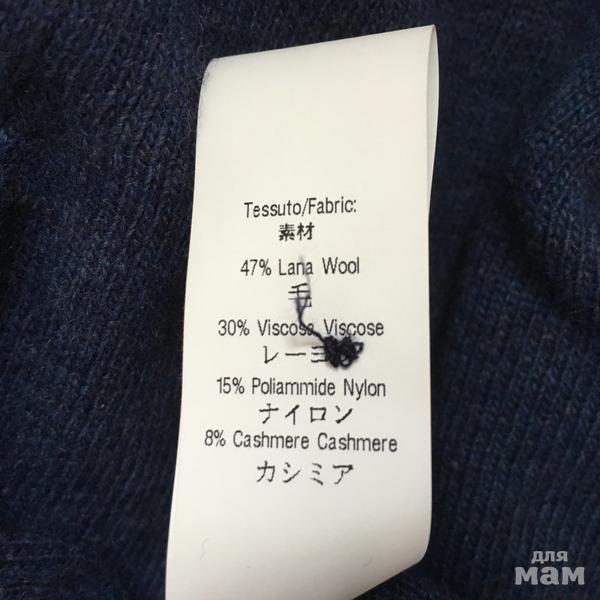 Tessuto/Fabric:
素材
47% Lana Wool
毛
30% Viscosa Viscose
15% Poliammide Nylon
ナイロン
8% Cashmere Cashmere
カシミア
для
мам